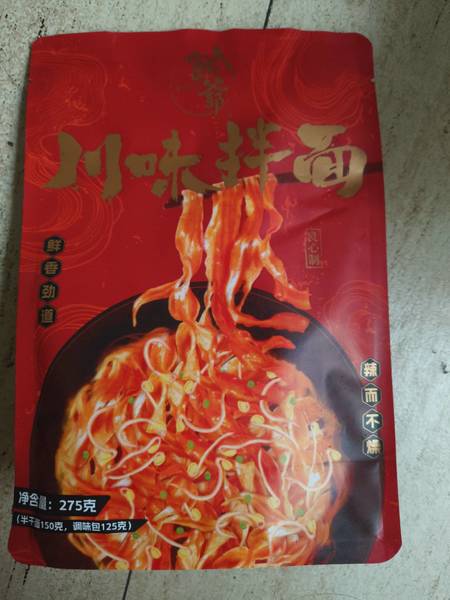 川味拌面
良心制
鲜香劲道
辣而不燥
净含量：275克
（半干面150克，调味包125克）